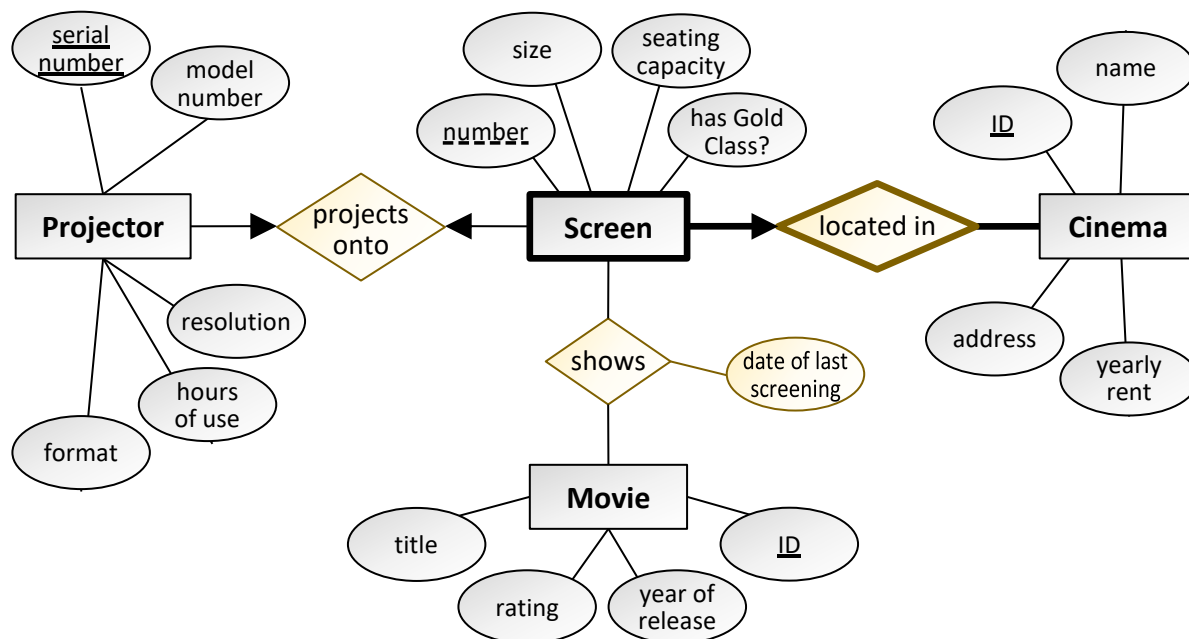 serial
number
model
number
size
seating
capacity
number
has Gold
Class?
name
ID
Projector
projects
onto
Screen
located in
Cinema
resolution
hours
of use
format
shows
date of last
screening
address
yearly
rent
Movie
title
rating
year of
release
ID